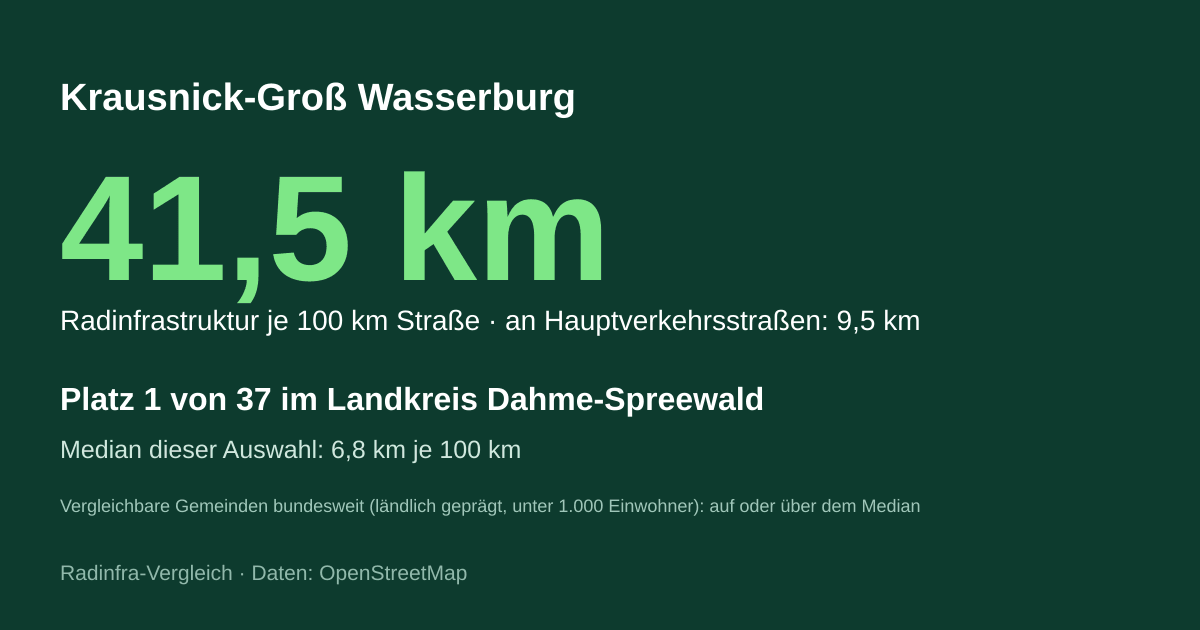 Krausnick-Groß Wasserburg
41,5 km
Radinfrastruktur je 100 km Straße · an Hauptverkehrsstraßen: 9,5 km
Platz 1 von 37 im Landkreis Dahme-Spreewald
Median dieser Auswahl: 6,8 km je 100 km
Vergleichbare Gemeinden bundesweit (ländlich geprägt, unter 1.000 Einwohner): auf oder über dem Median
Radinfra-Vergleich · Daten: OpenStreetMap